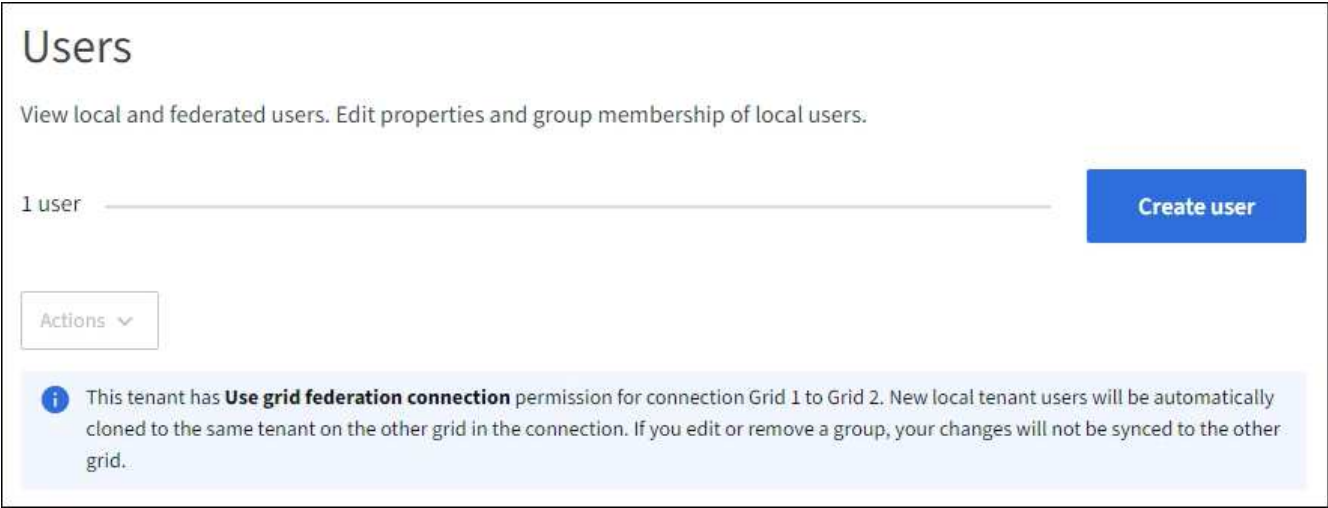 Users
View local and federated users. Edit properties and group membership of local users.
1 user
Create user
Actions
This tenant has Use grid federation connection permission for connection Grid 1 to Grid 2. New local tenant users will be automatically
cloned to the same tenant on the other grid in the connection. If you edit or remove a group, your changes will not be synced to the other
grid.